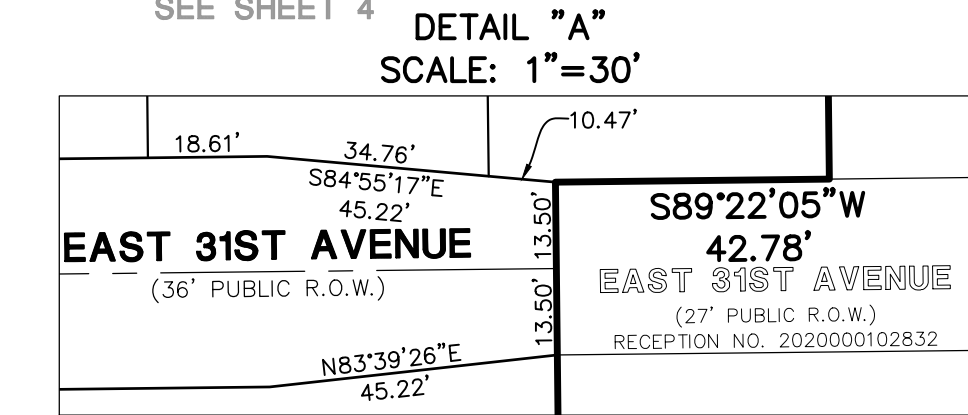 SEE SHEET 4
DETAIL "A"
SCALE: 1"=30'
10.47'
18.61'
34.76'
S84°55'17"E
45.22'
13.50'
S89°22'05"W
42.78'
EAST 31ST AVENUE
(36' PUBLIC R.O.W.)
EAST 31ST AVENUE
(27' PUBLIC R.O.W.)
RECEPTION NO. 2020000102832
13.50'
N83°39'26"E
45.22'